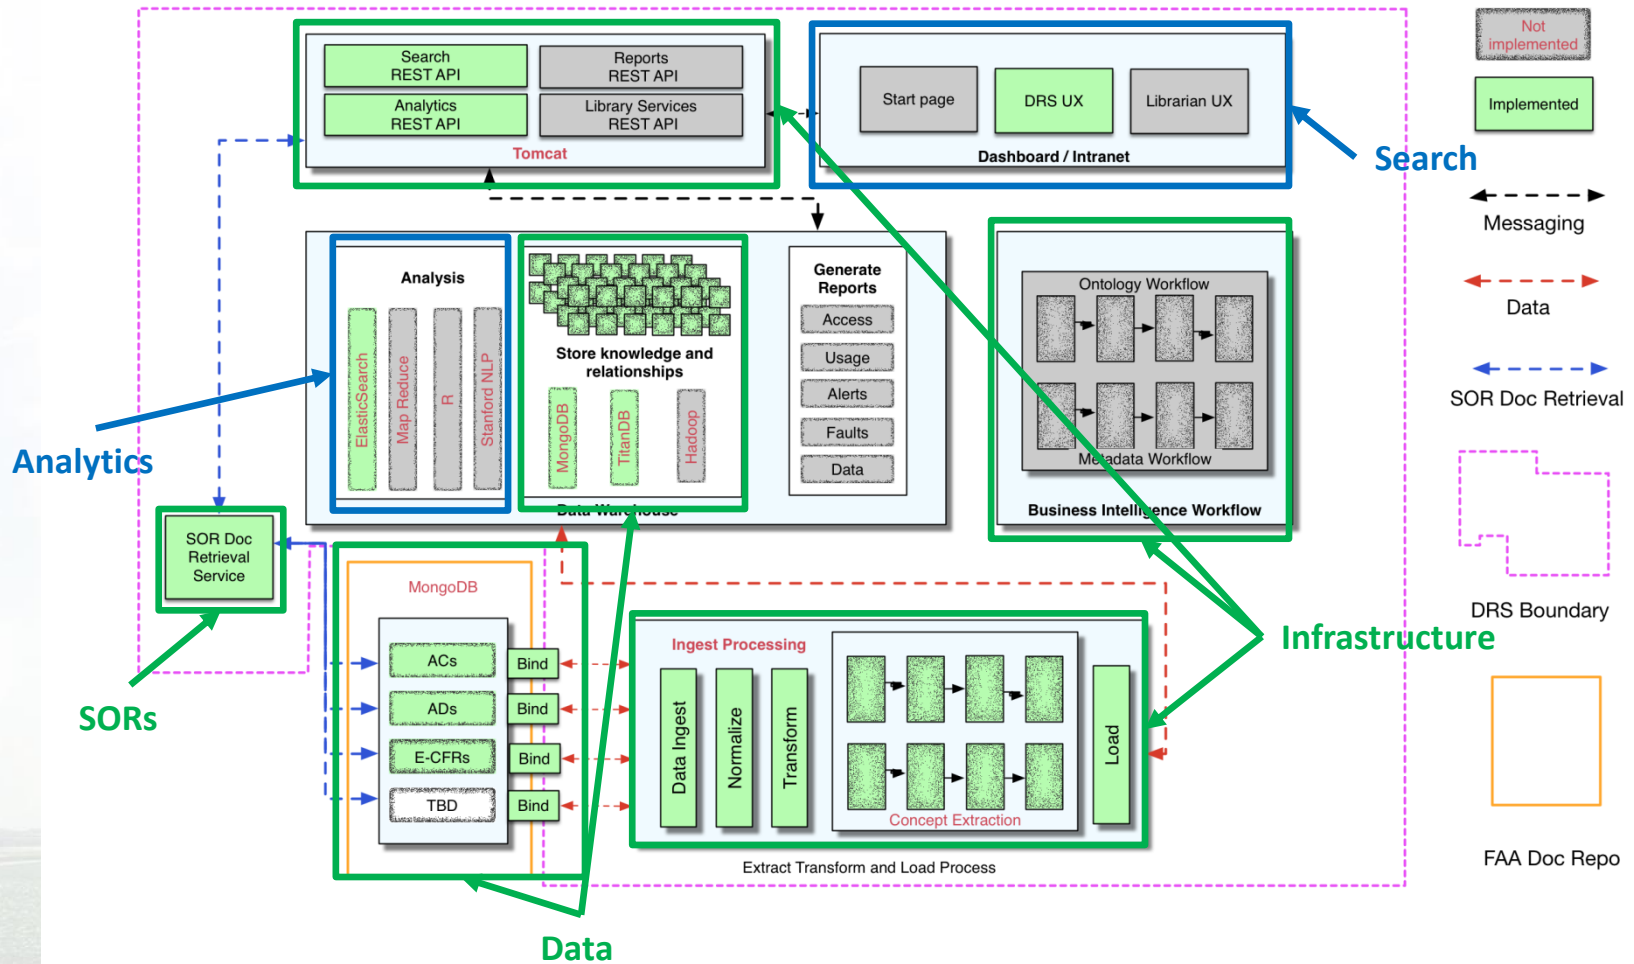 Search
REST API
Reports
REST API
Analytics
REST API
Library Services
REST API
Tomcat
Start page
DRS UX
Librarian UX
Dashboard / Intranet
Not
implemented
Implemented
Search
Messaging
Data
SOR Doc Retrieval
DRS Boundary
FAA Doc Repo
Analysis
ElasticSearch
Map Reduce
R
Stanford NLP
Store knowledge and
relationships
MongoDB
TitanDB
Hadoop
Generate
Reports
Access
Usage
Alerts
Faults
Data
Data Warehouse
Ontology Workflow
Metadata Workflow
Business Intelligence Workflow
Analytics
SOR Doc
Retrieval
Service
SORs
MongoDB
ACs
Bind
ADs
Bind
E-CFRs
Bind
TBD
Bind
Ingest Processing
Data Ingest
Normalize
Transform
Concept Extraction
Load
Extract Transform and Load Process
Infrastructure
Data